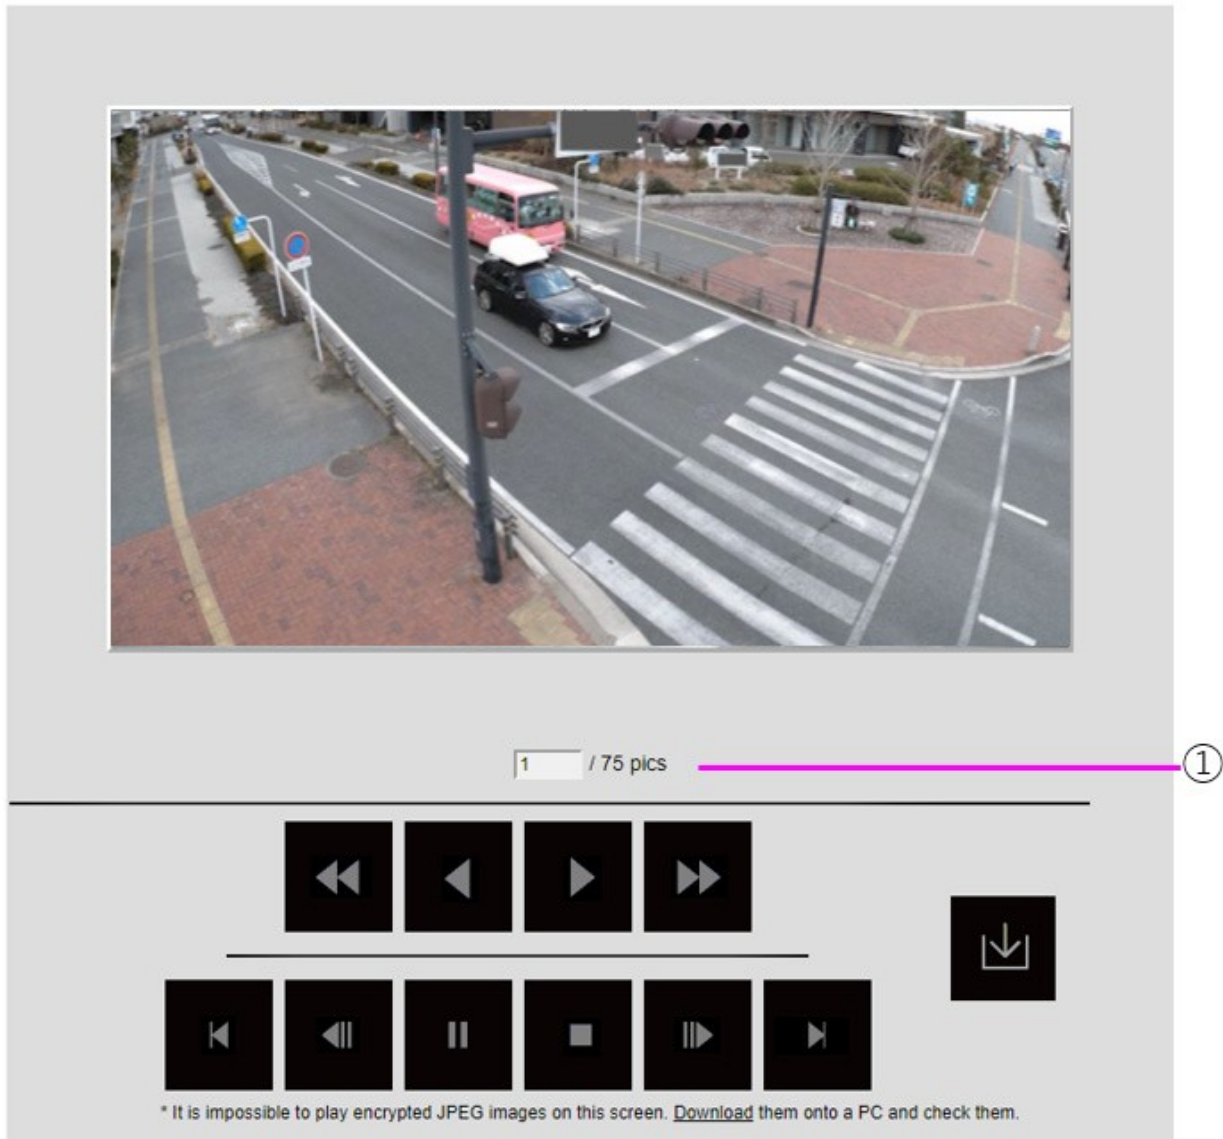 1 / 75 pics
①
* It is impossible to play encrypted JPEG images on this screen. Download them onto a PC and check them.